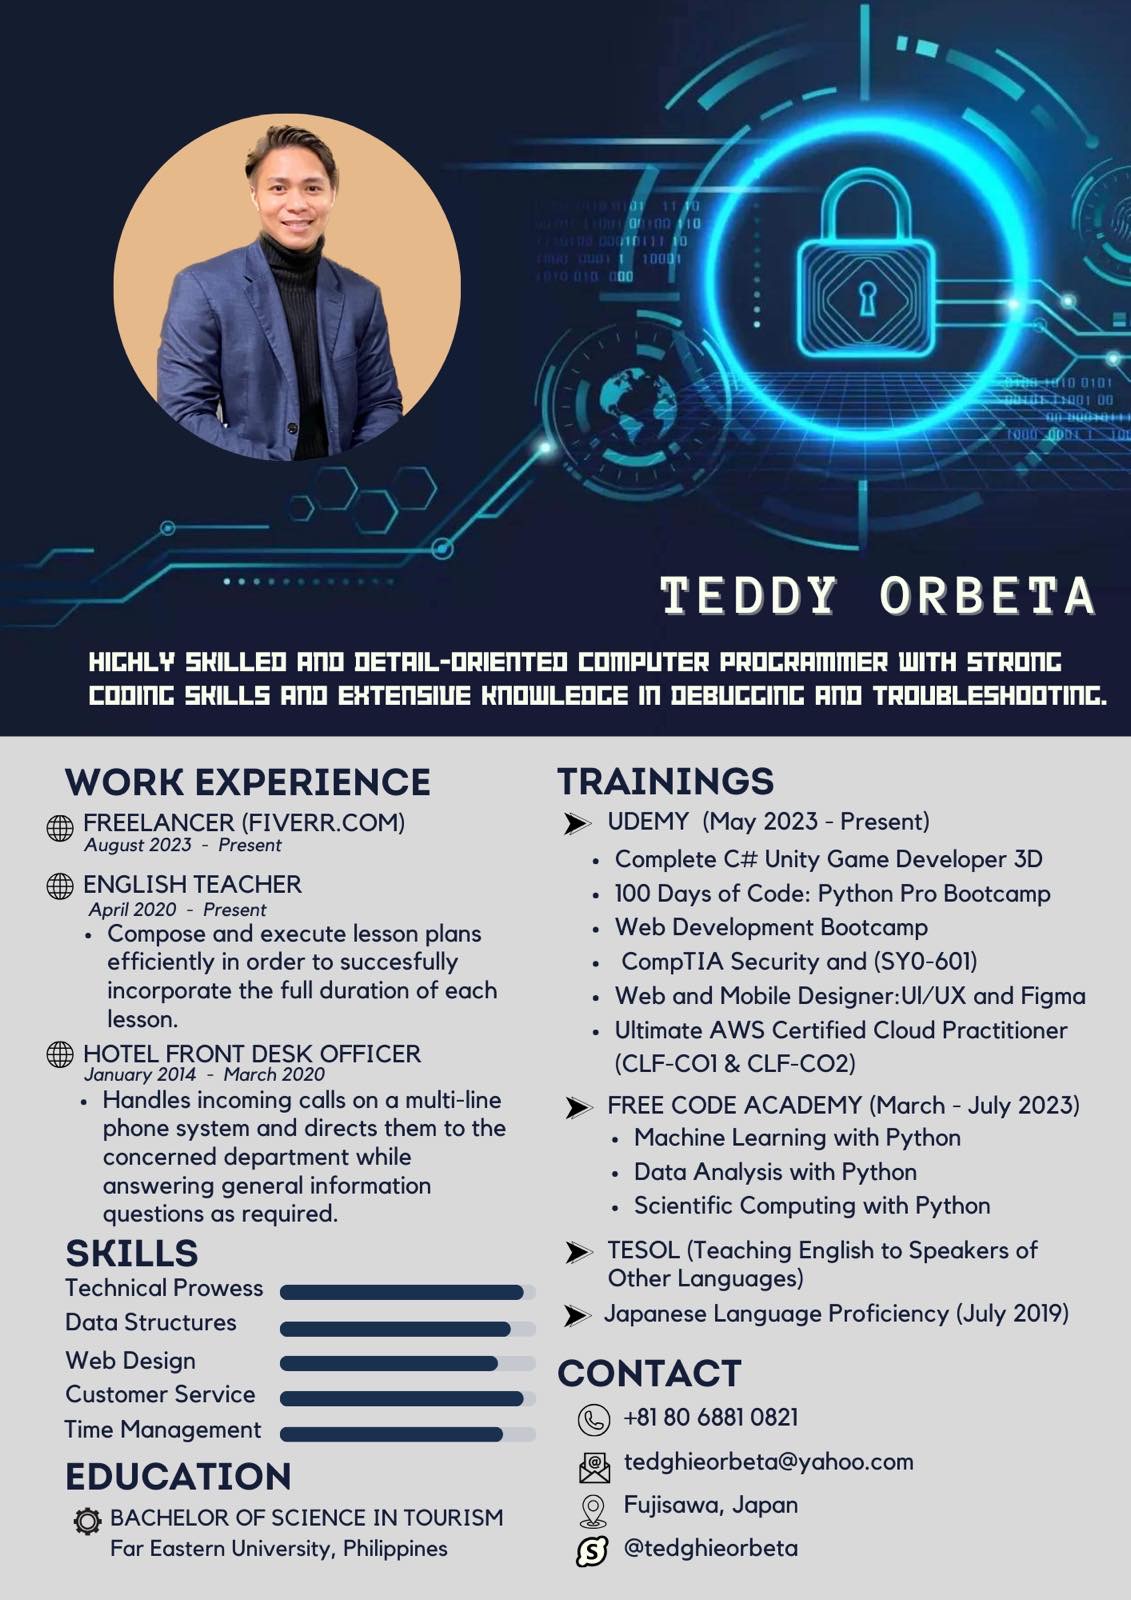 TEDDY ORBETA
HIGHLY SKILLED AND DETAIL-ORIENTED COMPUTER PROGRAMMER WITH STRONG
CODING SKILLS AND EXTENSIVE KNOWLEDGE IN DEBUGGING AND TROUBLESHOOTING.
WORK EXPERIENCE
FREELANCER (FIVERR.COM)
August 2023 - Present
ENGLISH TEACHER
April 2020 - Present
• Compose and execute lesson plans
efficiently in order to succesfully
incorporate the full duration of each
lesson.
HOTEL FRONT DESK OFFICER
January 2014 - March 2020
• Handles incoming calls on a multi-line
phone system and directs them to the
concerned department while
answering general information
questions as required.
SKILLS
Technical Prowess
Data Structures
Web Design
Customer Service
Time Management
EDUCATION
BACHELOR OF SCIENCE IN TOURISM
Far Eastern University, Philippines
TRAININGS
UDEMY (May 2023 - Present)
• Complete C# Unity Game Developer 3D
• 100 Days of Code: Python Pro Bootcamp
• Web Development Bootcamp
• CompTIA Security and (SY0-601)
• Web and Mobile Designer:UI/UX and Figma
• Ultimate AWS Certified Cloud Practitioner
(CLF-CO1 & CLF-CO2)
FREE CODE ACADEMY (March - July 2023)
• Machine Learning with Python
• Data Analysis with Python
• Scientific Computing with Python
TESOL (Teaching English to Speakers of
Other Languages)
Japanese Language Proficiency (July 2019)
CONTACT
+81 80 6881 0821
tedghieorbeta@yahoo.com
Fujisawa, Japan
@tedghieorbeta